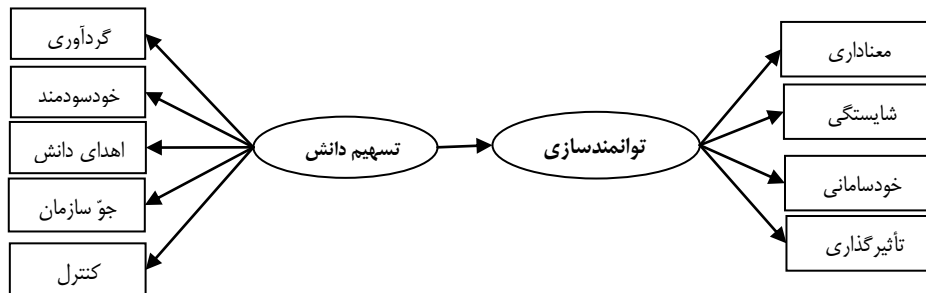 گردآوری
خودسودمند
اهدای دانش
جوّ سازمان
کنترل
تسهیم دانش
توانمندسازی
معناداری
شایستگی
خودسامانی
تأثیرگذاری